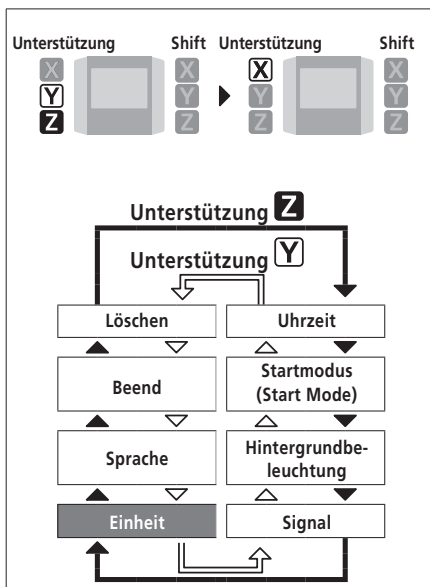 Unterstützung Shift Unterstützung Shift
X X X X
Y Y Y Y
Z Z Z Z
Unterstützung Z
Unterstützung Y
Löschen Uhrzeit
Beend Startmodus
(Start Mode)
Sprache Hintergrundbe-
leuchtung
Einheit Signal